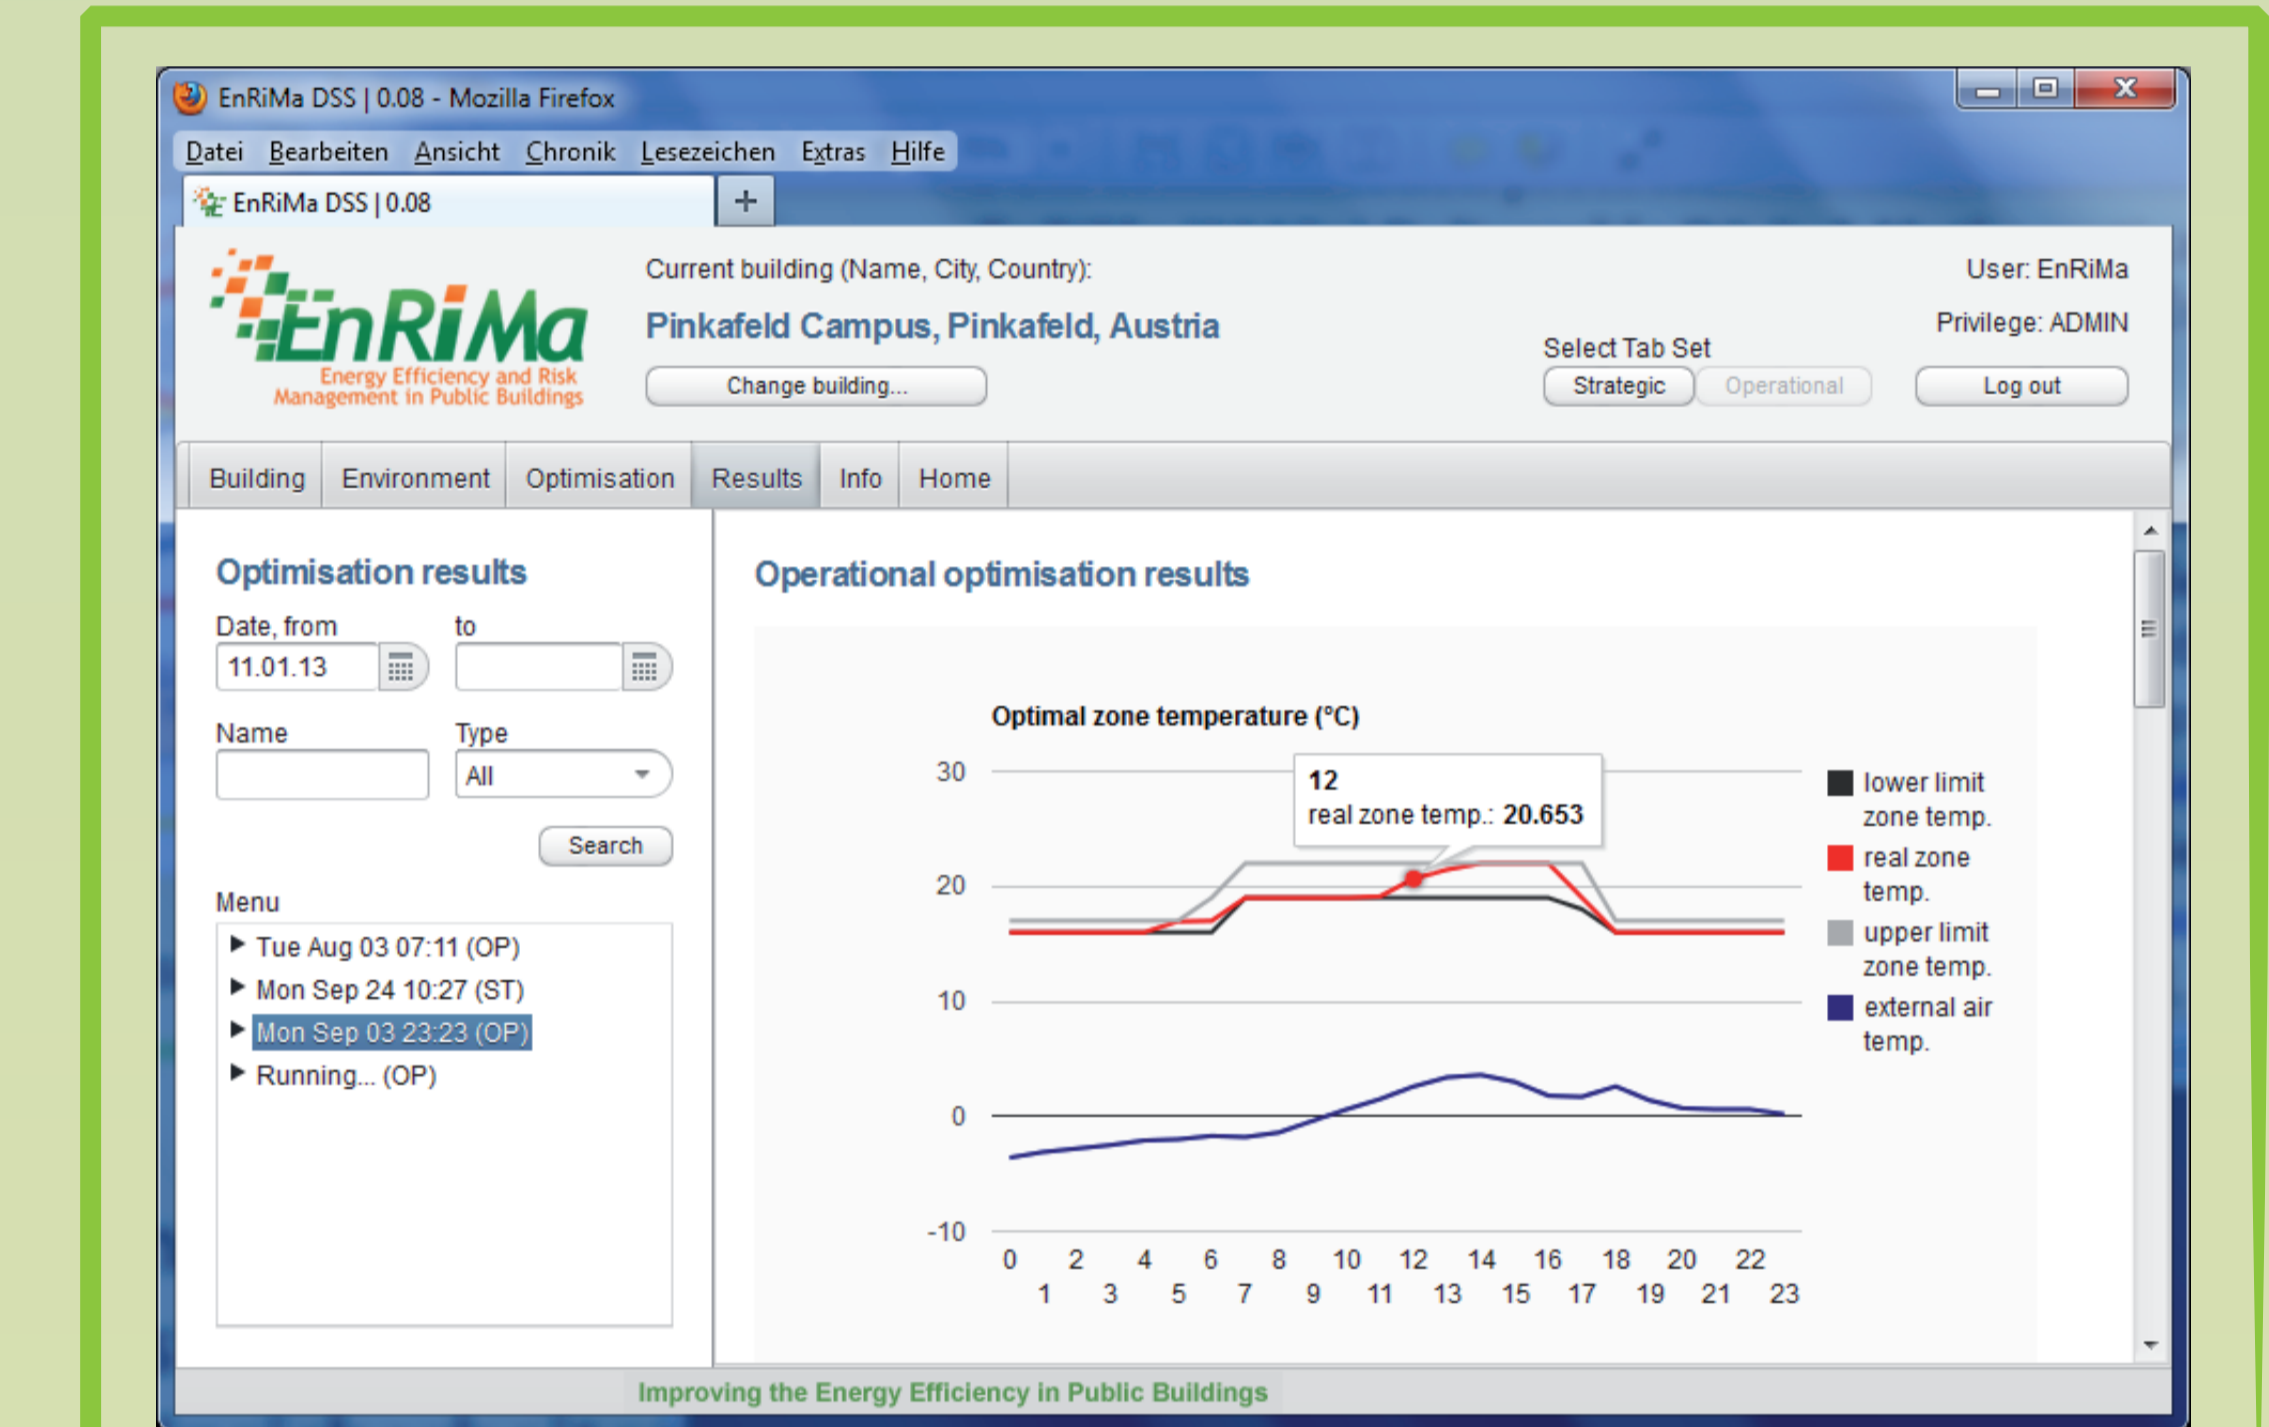 EnRiMa DSS | 0.08 - Mozilla Firefox
Datei Bearbeiten Ansicht Chronik Lesezeichen Extras Hilfe
EnRiMa DSS | 0.08 +
EnRiMa
Energy Efficiency and Risk
Management in Public Buildings
Current building (Name, City, Country):
Pinkafeld Campus, Pinkafeld, Austria
Change building...
User: EnRiMa
Privilege: ADMIN
Select Tab Set
Strategic Operational Log out
Building Environment Optimisation Results Info Home
Optimisation results
Date, from to
11.01.13
Name Type
All
Search
Menu
Tue Aug 03 07:11 (OP)
Mon Sep 24 10:27 (ST)
Mon Sep 03 23:23 (OP)
Running... (OP)
Operational optimisation results
Optimal zone temperature (°C)
30
20
10
0
-10
12
real zone temp.: 20.653
lower limit
zone temp.
real zone
temp.
upper limit
zone temp.
external air
temp.
0 2 4 6 8 10 12 14 16 18 20 22
1 3 5 7 9 11 13 15 17 19 21 23
Improving the Energy Efficiency in Public Buildings